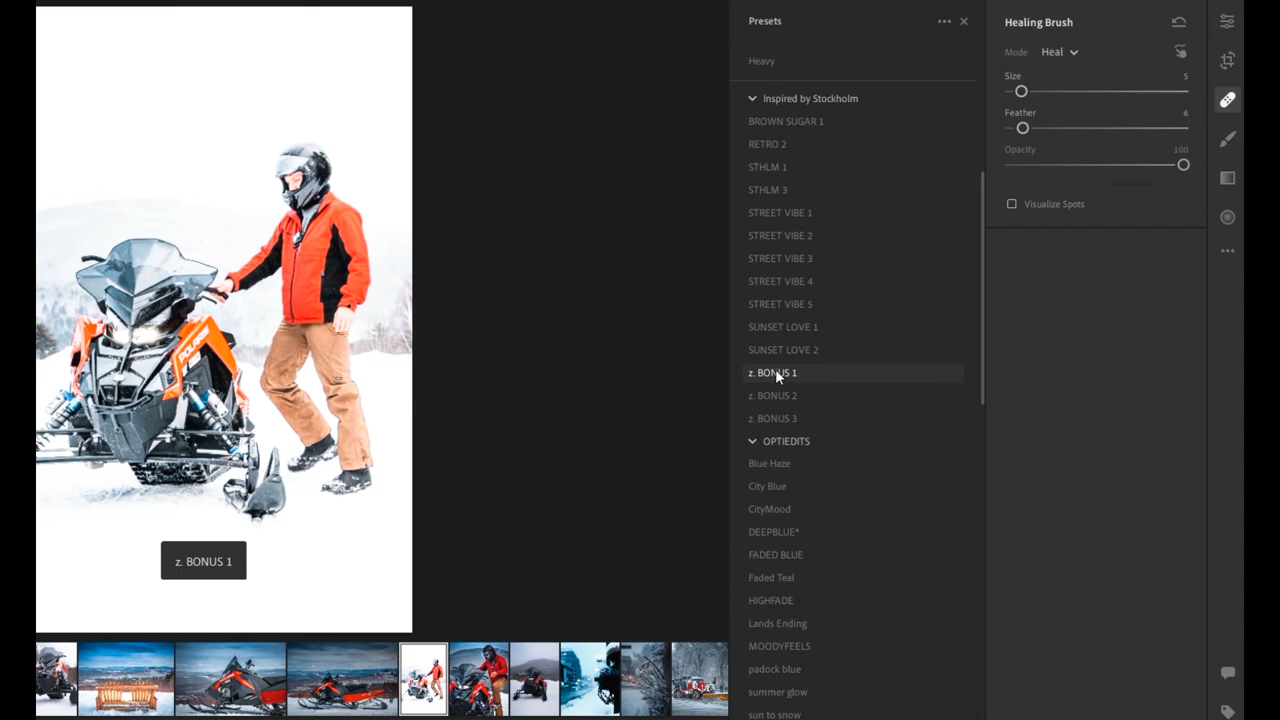 Presets
Heavy
Inspired by Stockholm
BROWN SUGAR 1
RETRO 2
STHLM 1
STHLM 3
STREET VIBE 1
STREET VIBE 2
STREET VIBE 3
STREET VIBE 4
STREET VIBE 5
SUNSET LOVE 1
SUNSET LOVE 2
z. BONUS 1
z. BONUS 2
z. BONUS 3
OPTIEDITS
Blue Haze
City Blue
CityMood
DEEPBLUE*
FADED BLUE
Faded Teal
HIGHFADE
Lands Ending
MOODYFEELS
padock blue
summer glow
sun to snow
Healing Brush
Mode Heal
Size 5
Feather 6
Opacity 100
Visualize Spots
POLARIS
z. BONUS 1